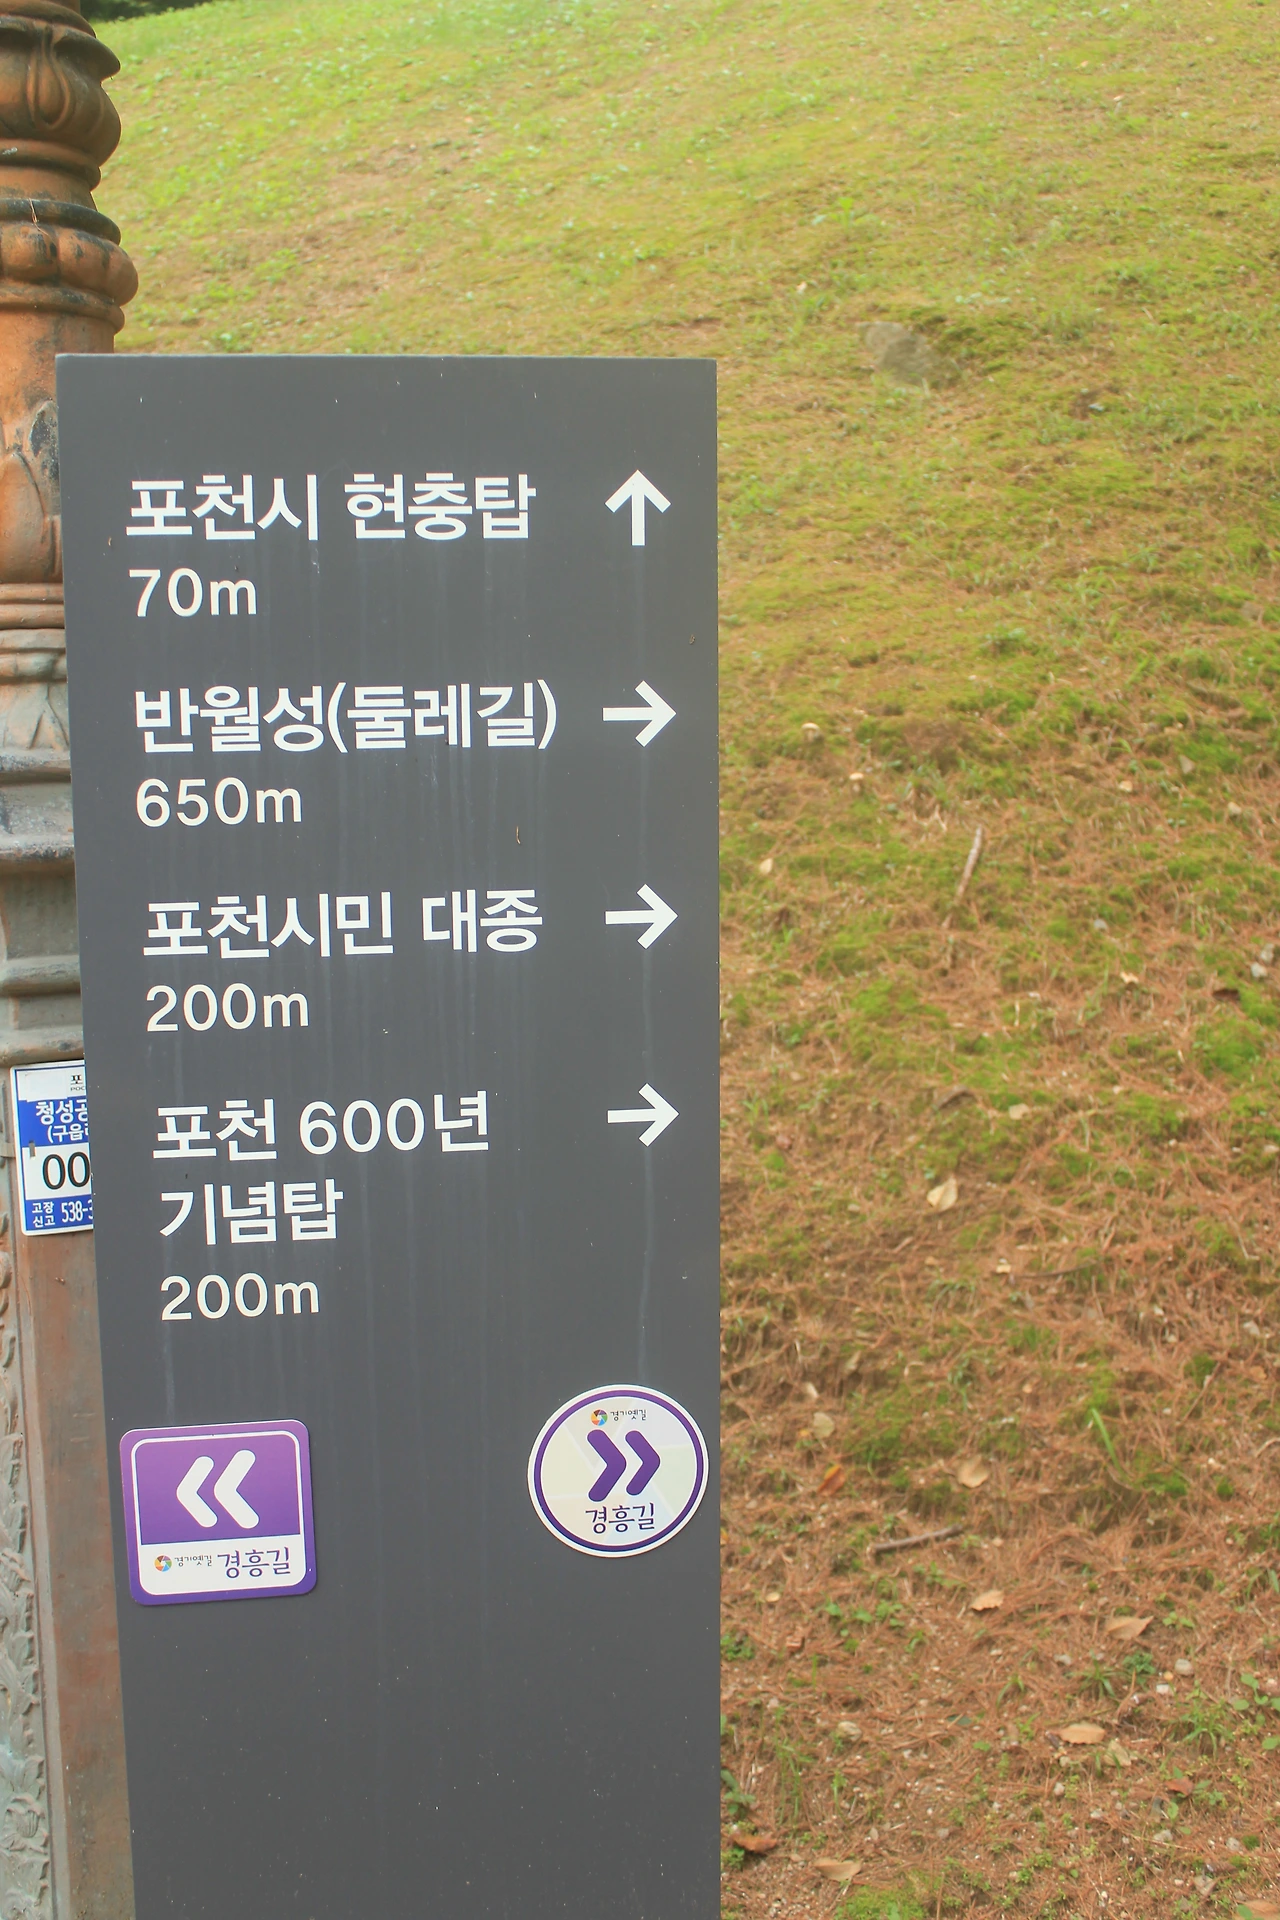 포천시 현충탑
70m
반월성(둘레길)
650m
포천시민 대종
200m
포천 600년
기념탑
200m
경기옛길 경흥길
경기옛길
경흥길
포
청성공
(구읍
00
고장
신고 538-3